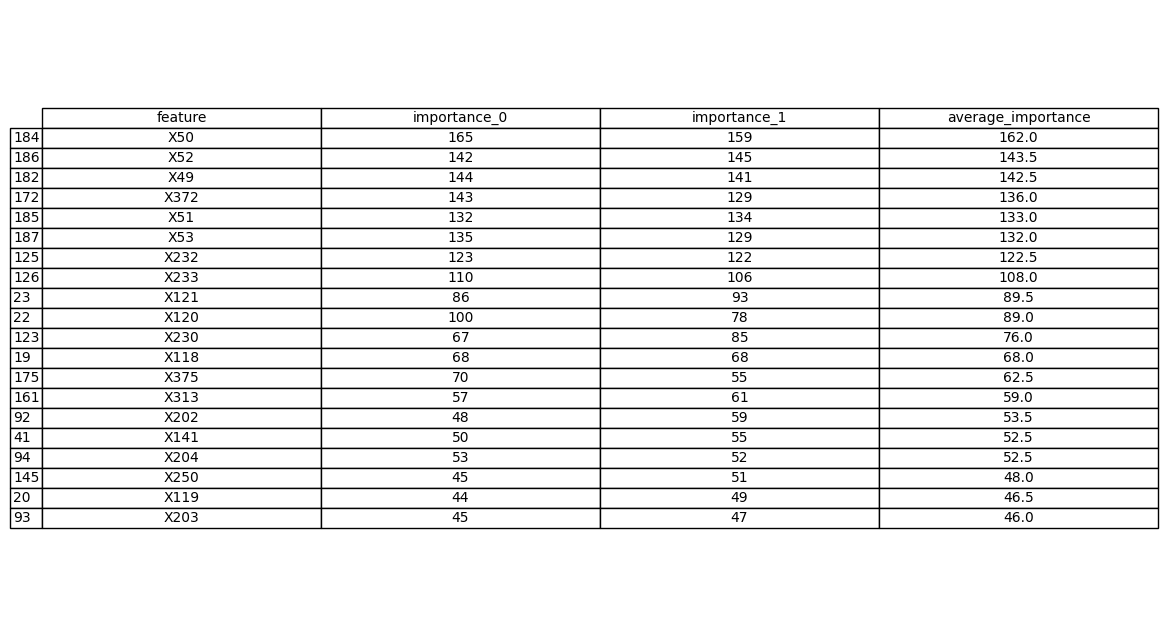 feature importance_0 importance_1 average_importance
184 X50 165 159 162.0
186 X52 142 145 143.5
182 X49 144 141 142.5
172 X372 143 129 136.0
185 X51 132 134 133.0
187 X53 135 129 132.0
125 X232 123 122 122.5
126 X233 110 106 108.0
23 X121 86 93 89.5
22 X120 100 78 89.0
123 X230 67 85 76.0
19 X118 68 68 68.0
175 X375 70 55 62.5
161 X313 57 61 59.0
92 X202 48 59 53.5
41 X141 50 55 52.5
94 X204 53 52 52.5
145 X250 45 51 48.0
20 X119 44 49 46.5
93 X203 45 47 46.0